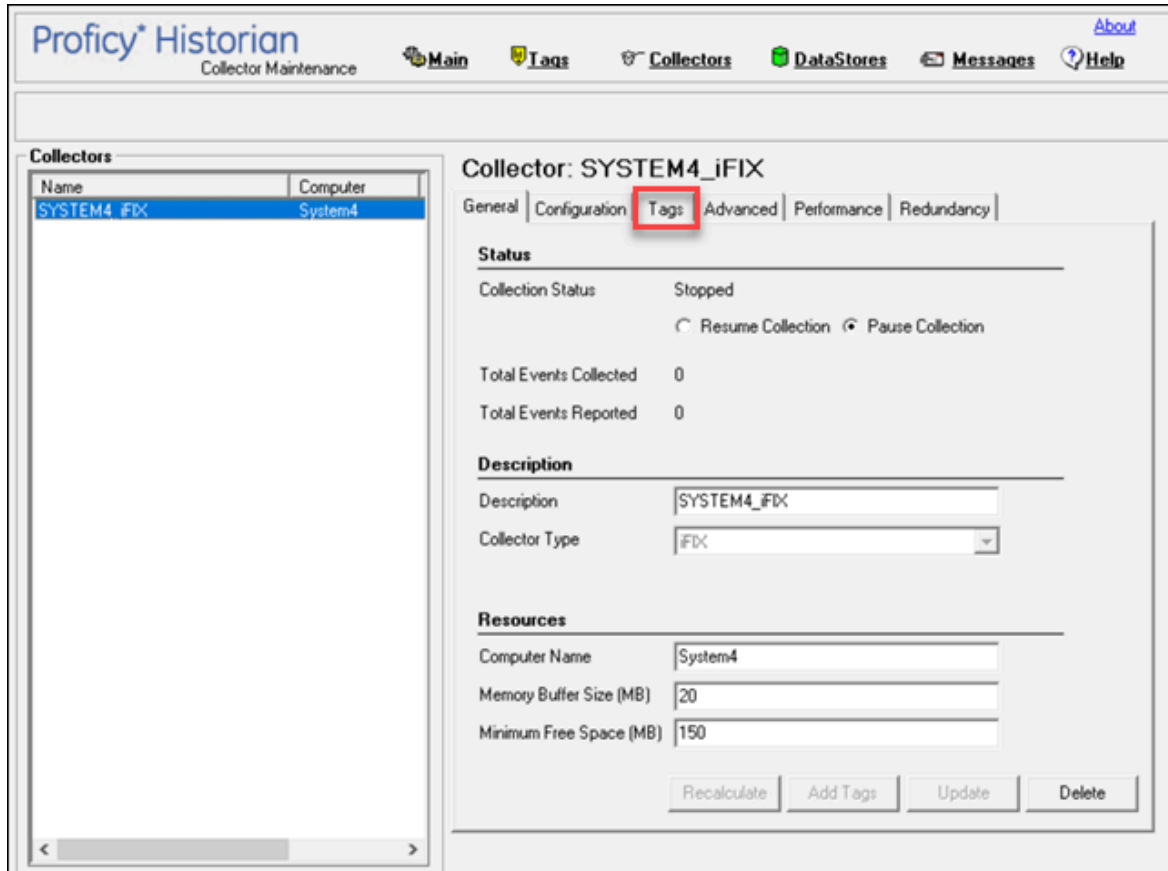 Proficy* Historian
Collector Maintenance
Main Tags Collectors DataStores Messages Help
About
Collectors
Name Computer
SYSTEM4_iFIX System4
Collector: SYSTEM4_iFIX
General Configuration Tags Advanced Performance Redundancy
Status
Collection Status Stopped
Resume Collection Pause Collection
Total Events Collected 0
Total Events Reported 0
Description
Description SYSTEM4_iFIX
Collector Type iFIX
Resources
Computer Name System4
Memory Buffer Size (MB) 20
Minimum Free Space (MB) 150
Recalculate Add Tags Update Delete